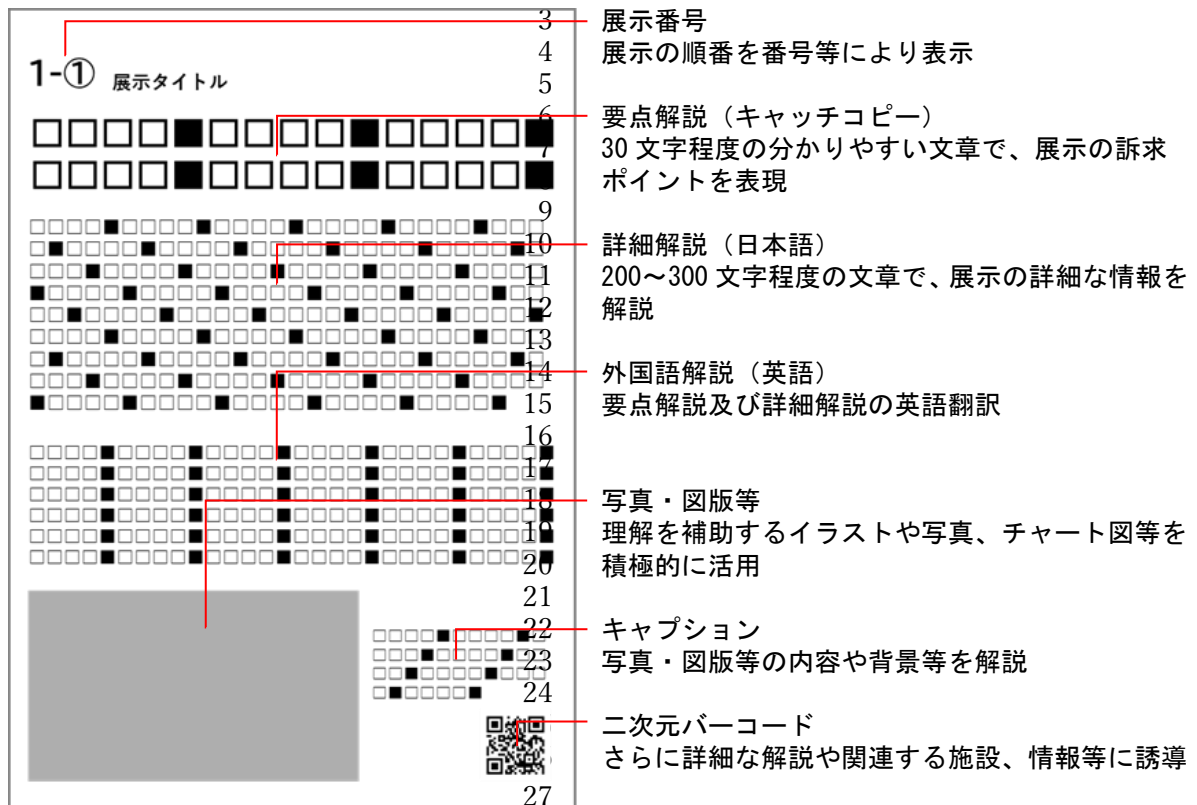 3
展示番号
4
展示の順番を番号等により表示
1-① 展示タイトル
5
6
要点解説（キャッチコピー）
7
30 文字程度の分かりやすい文章で、展示の訴求
ポイントを表現
9
10
詳細解説（日本語）
11
200～300 文字程度の文章で、展示の詳細な情報を
12
解説
13
14
外国語解説（英語）
15
要点解説及び詳細解説の英語翻訳
16
17
18
写真・図版等
19
理解を補助するイラストや写真、チャート図等を
20
積極的に活用
21
22
キャプション
23
写真・図版等の内容や背景等を解説
24
二次元バーコード
さらに詳細な解説や関連する施設、情報等に誘導
27